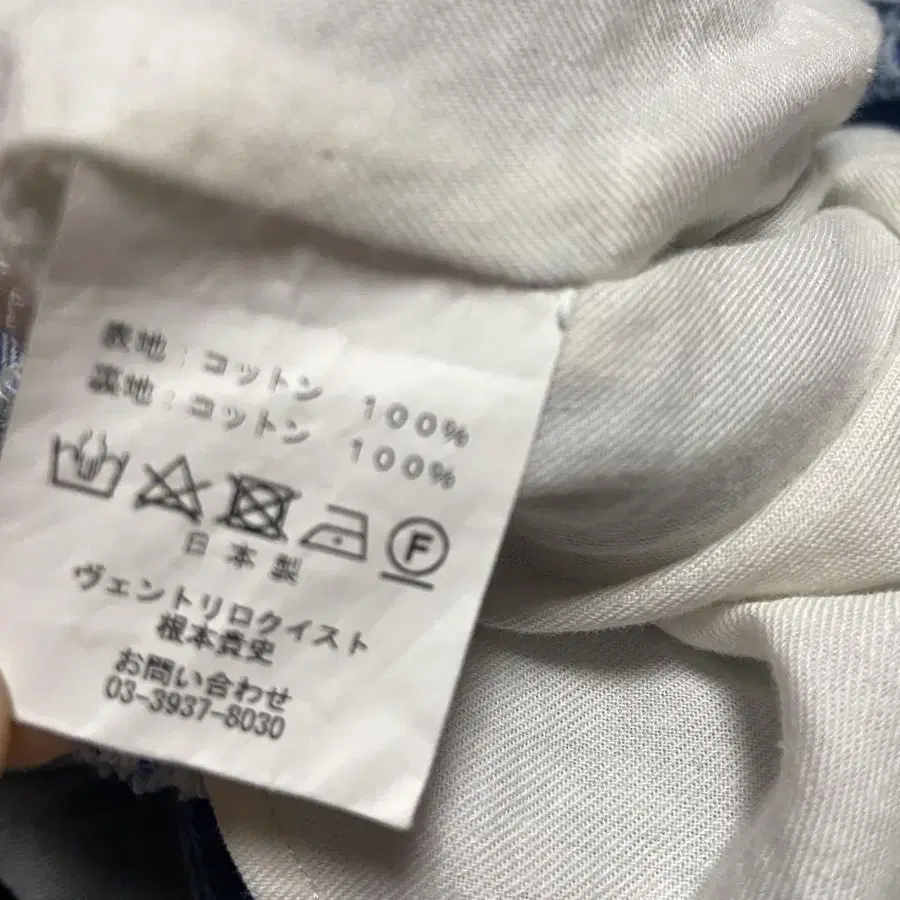 表地：コットン 100%
裏地：コットン 100%
F
日本製
ヴェントリロクイスト
根本貴史
お問い合わせ
03-3937-8030